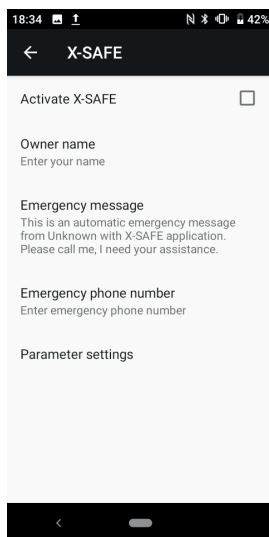 18:34 42%
X-SAFE
Activate X-SAFE
Owner name
Enter your name
Emergency message
This is an automatic emergency message
from Unknown with X-SAFE application.
Please call me, I need your assistance.
Emergency phone number
Enter emergency phone number
Parameter settings